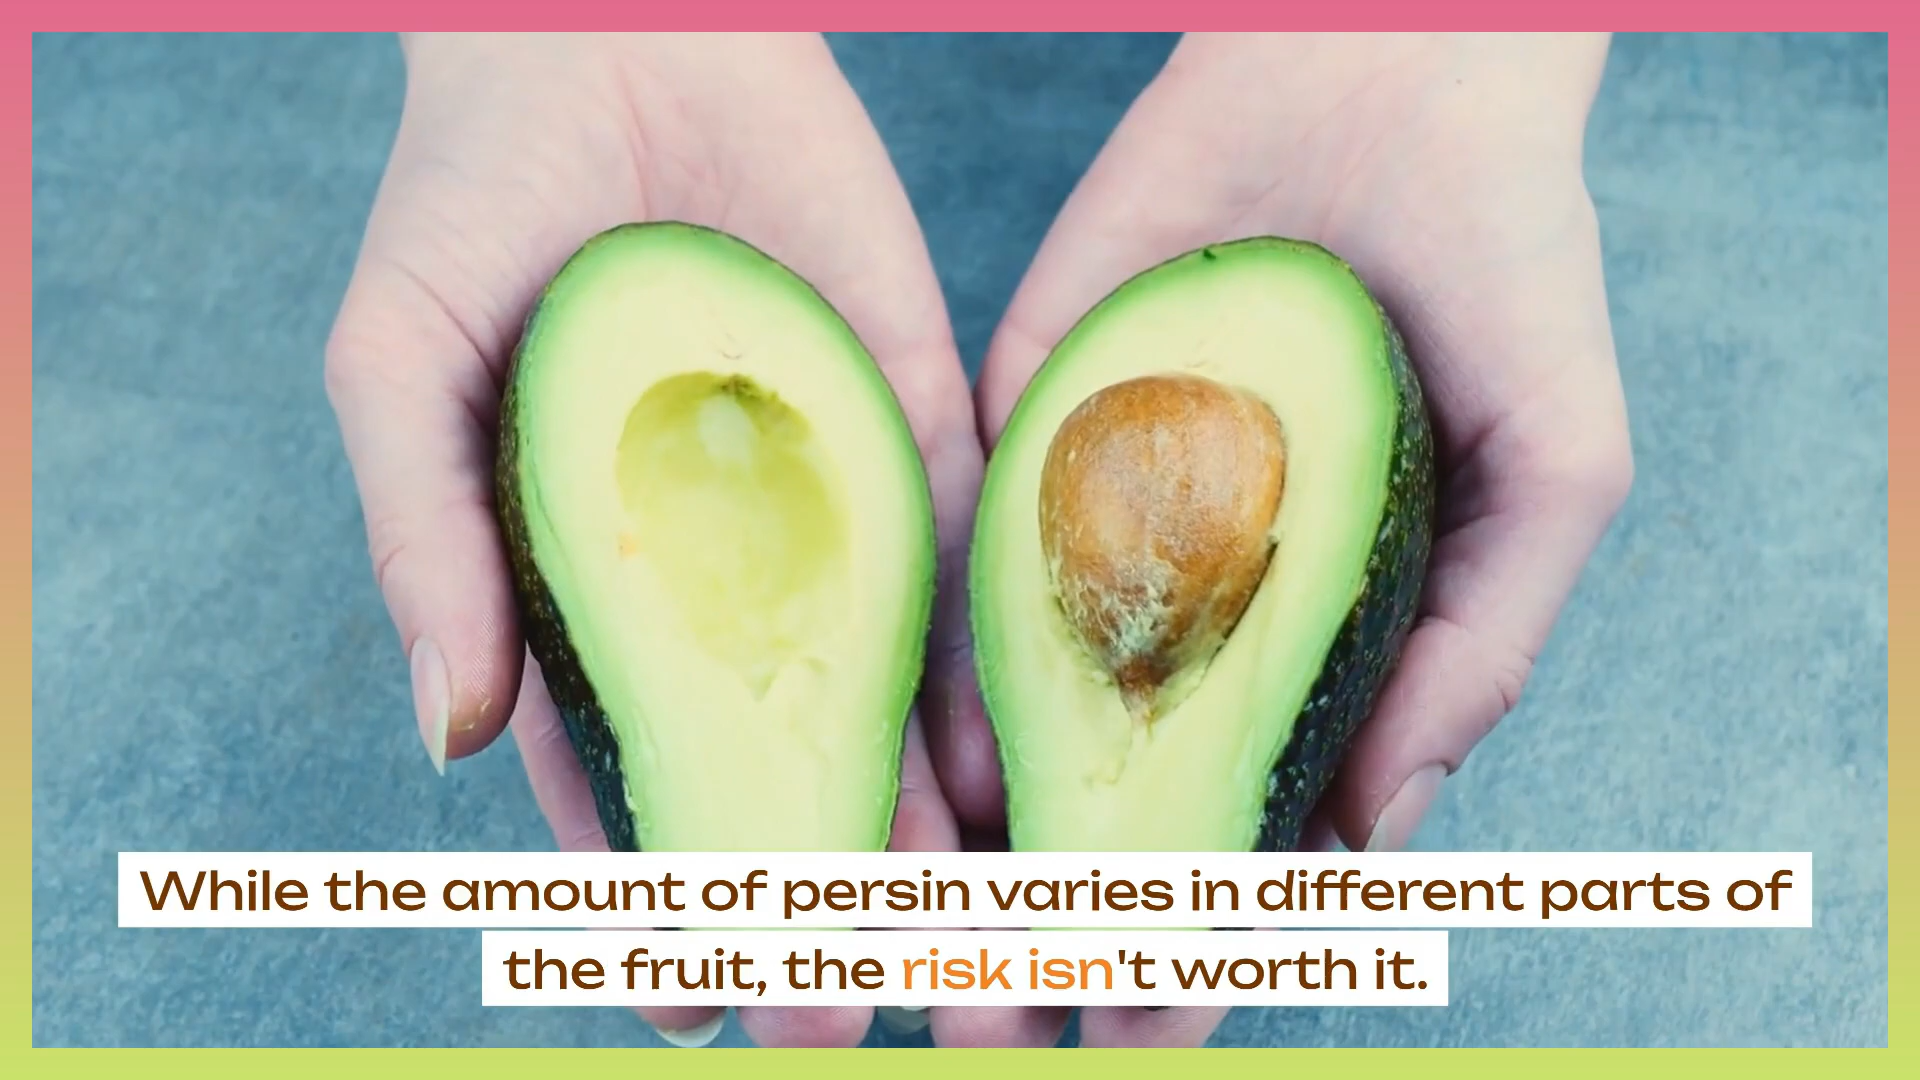 While the amount of persin varies in different parts of
the fruit, the risk isn't worth it.